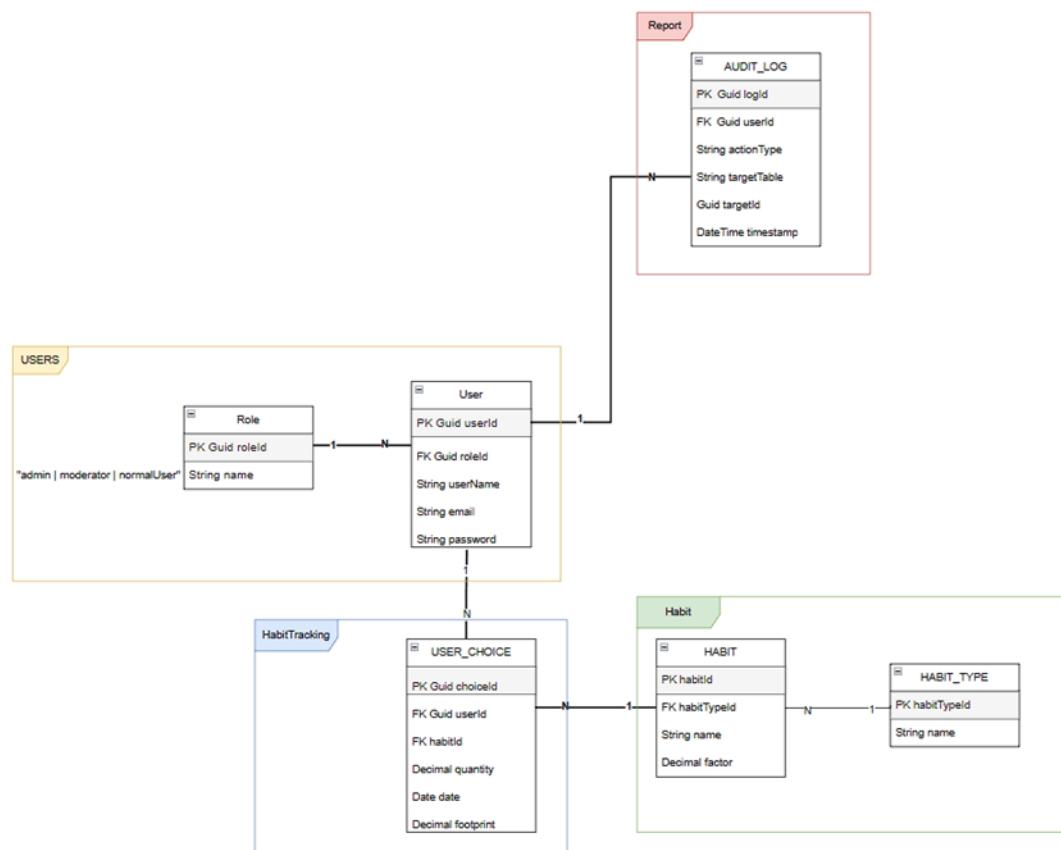 Report
AUDIT_LOG
PK Guid logId
FK Guid userId
String actionType
String targetTable
Guid targetId
DateTime timestamp
N
USERS
User
PK Guid userId
FK Guid roleId
String userName
String email
String password
1
Role
PK Guid roleId
String name
"admin | moderator | normalUser"
1
N
1
N
HabitTracking
USER_CHOICE
PK Guid choiceId
FK Guid userId
FK habitId
Decimal quantity
Date date
Decimal footprint
N
1
Habit
HABIT
PK habitId
FK habitTypeId
String name
Decimal factor
N
1
HABIT_TYPE
PK habitTypeId
String name